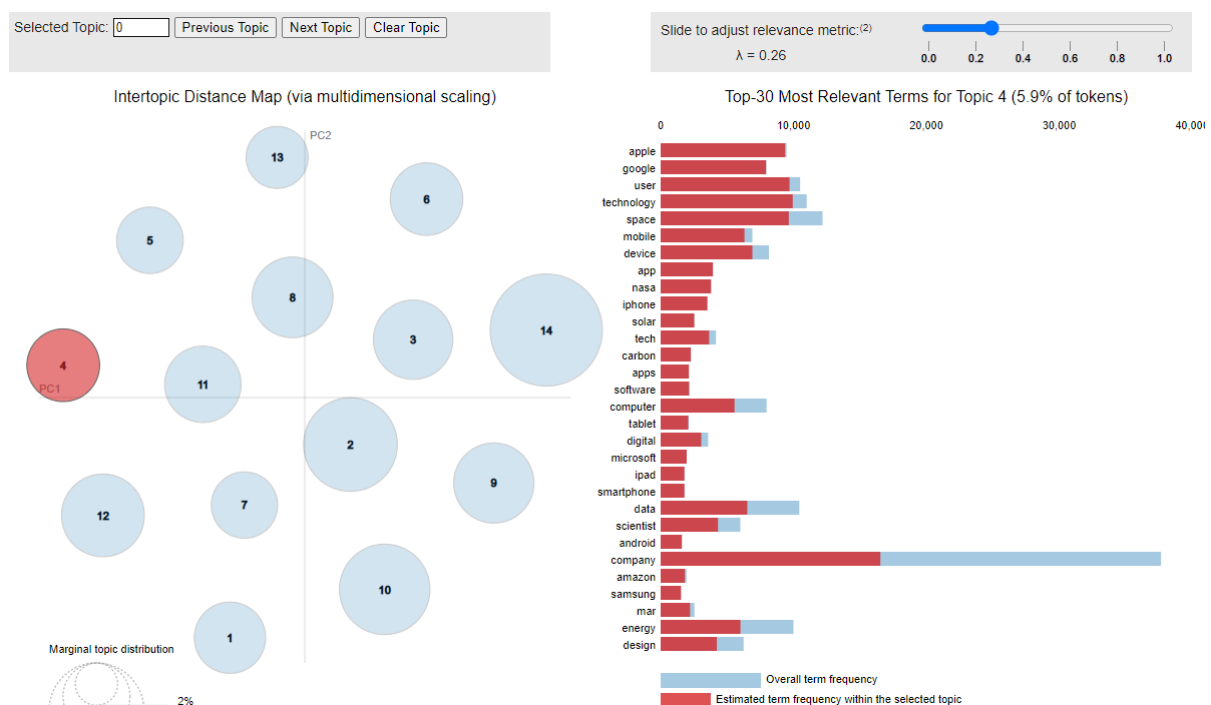 Selected Topic: 0 Previous Topic Next Topic Clear Topic
Slide to adjust relevance metric:(2)
λ = 0.26
0.0 0.2 0.4 0.6 0.8 1.0
Intertopic Distance Map (via multidimensional scaling)
PC2
13
6
5
8
14
3
4
PC1
11
2
9
7
12
10
1
Marginal topic distribution
2%
Top-30 Most Relevant Terms for Topic 4 (5.9% of tokens)
0 10,000 20,000 30,000 40,00
apple
google
user
technology
space
mobile
device
app
nasa
iphone
solar
tech
carbon
apps
software
computer
tablet
digital
microsoft
ipad
smartphone
data
scientist
android
company
amazon
samsung
mar
energy
design
Overall term frequency
Estimated term frequency within the selected topic